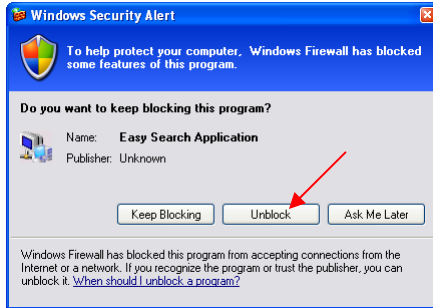 Windows Security Alert
To help protect your computer, Windows Firewall has blocked
some features of this program.
Do you want to keep blocking this program?
Name: Easy Search Application
Publisher: Unknown
Keep Blocking Unblock Ask Me Later
Windows Firewall has blocked this program from accepting connections from the
Internet or a network. If you recognize the program or trust the publisher, you can
unblock it. When should I unblock a program?